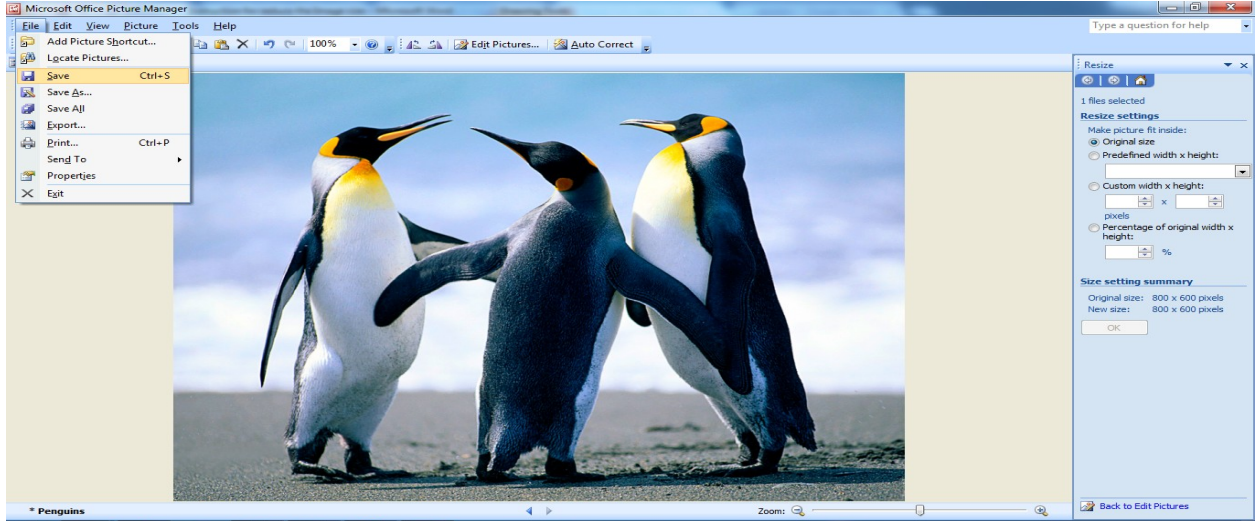 Microsoft Office Picture Manager
File Edit View Picture Tools Help
Type a question for help
Add Picture Shortcut...
Locate Pictures...
Save Ctrl+S
Save As...
Save All
Export...
Print... Ctrl+P
Send To
Properties
Exit
100%
Edit Pictures...
Auto Correct
Resize
1 files selected
Resize settings
Make picture fit inside:
Original size
Predefined width x height:
Custom width x height:
x
pixels
Percentage of original width x
height:
%
Size setting summary
Original size: 800 x 600 pixels
New size: 800 x 600 pixels
OK
Back to Edit Pictures
* Penguins
Zoom: